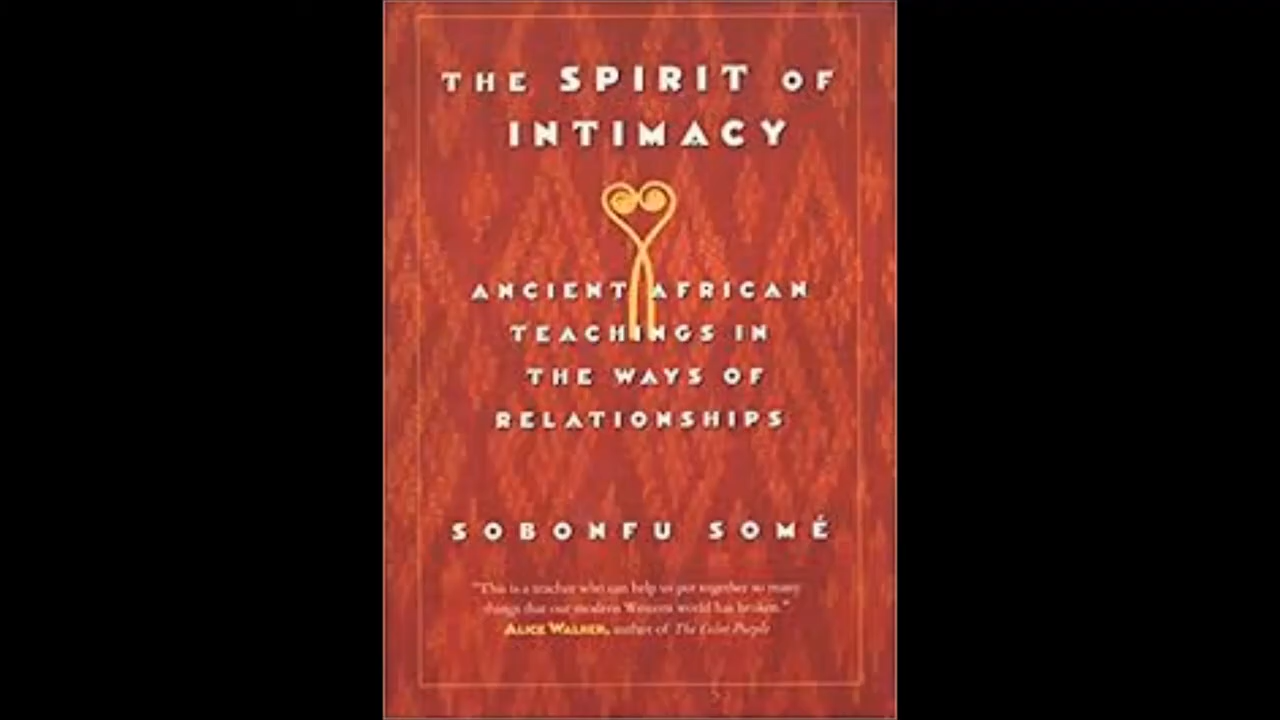 THE SPIRIT OF
INTIMACY
ANCIENT AFRICAN
TEACHINGS IN
THE WAYS OF
RELATIONSHIPS
SOBONFU SOMÉ
"This is a teacher who can help us put together so many
things that our modern Western world has broken."
ALICE WALKER, author of The Color Purple